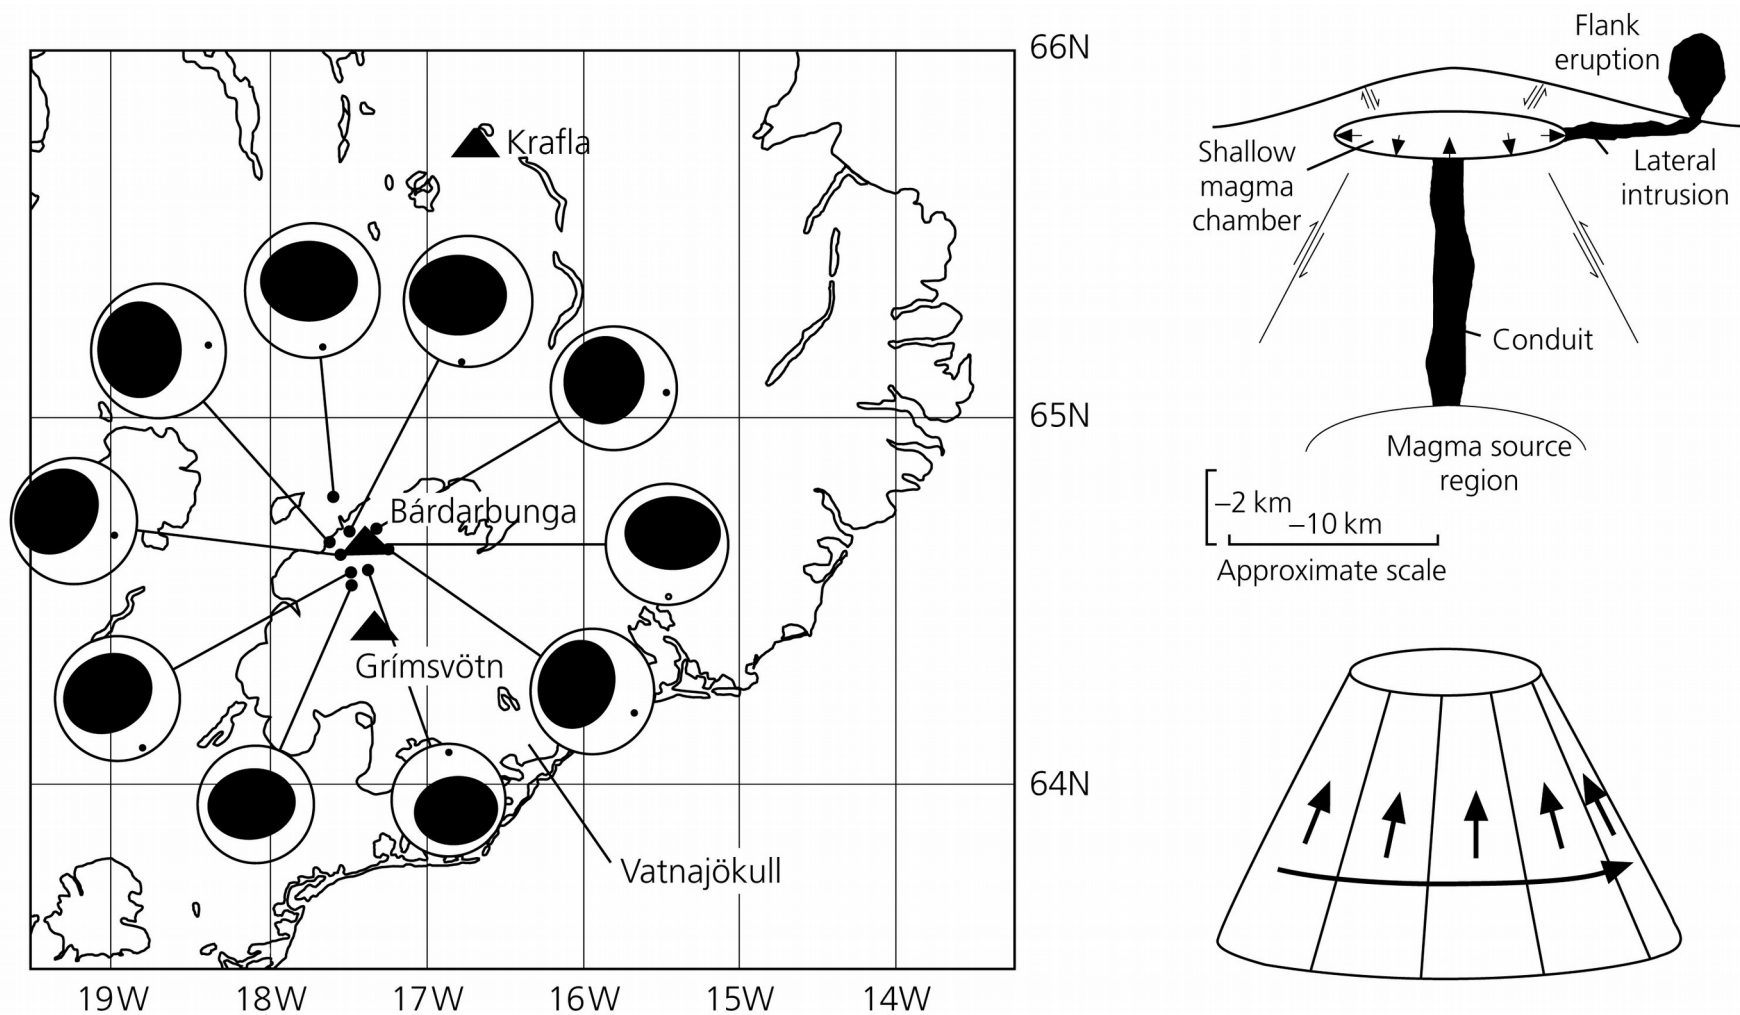 66N
65N
64N
19W
18W
17W
16W
15W
14W
Krafla
Bárdarbunga
Grímsvötn
Vatnajökull
Flank
eruption
Shallow
magma
chamber
Lateral
intrusion
Conduit
Magma source
region
–2 km
–10 km
Approximate scale